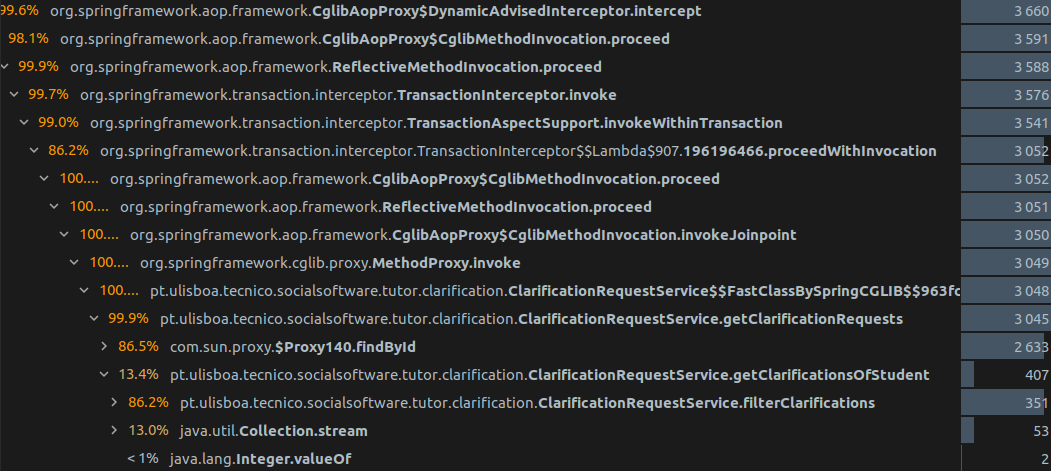 99.6% org.springframework.aop.framework.CglibAopProxy$DynamicAdvisedInterceptor.intercept 3 660
98.1% org.springframework.aop.framework.CglibAopProxy$CglibMethodInvocation.proceed 3 591
99.9% org.springframework.aop.framework.ReflectiveMethodInvocation.proceed 3 588
99.7% org.springframework.transaction.interceptor.TransactionInterceptor.invoke 3 576
99.0% org.springframework.transaction.interceptor.TransactionAspectSupport.invokeWithinTransaction 3 541
86.2% org.springframework.transaction.interceptor.TransactionInterceptor$$Lambda$907.196196466.proceedWithInvocation 3 052
100.... org.springframework.aop.framework.CglibAopProxy$CglibMethodInvocation.proceed 3 052
100.... org.springframework.aop.framework.ReflectiveMethodInvocation.proceed 3 051
100.... org.springframework.aop.framework.CglibAopProxy$CglibMethodInvocation.invokeJoinpoint 3 050
100.... org.springframework.cglib.proxy.MethodProxy.invoke 3 049
100.... pt.ulisboa.tecnico.socialsoftware.tutor.clarification.ClarificationRequestService$$FastClassBySpringCGLIB$$963fc 3 048
99.9% pt.ulisboa.tecnico.socialsoftware.tutor.clarification.ClarificationRequestService.getClarificationRequests 3 045
86.5% com.sun.proxy.$Proxy140.findById 2 633
13.4% pt.ulisboa.tecnico.socialsoftware.tutor.clarification.ClarificationRequestService.getClarificationsOfStudent 407
86.2% pt.ulisboa.tecnico.socialsoftware.tutor.clarification.ClarificationRequestService.filterClarifications 351
13.0% java.util.Collection.stream 53
< 1% java.lang.Integer.valueOf 2